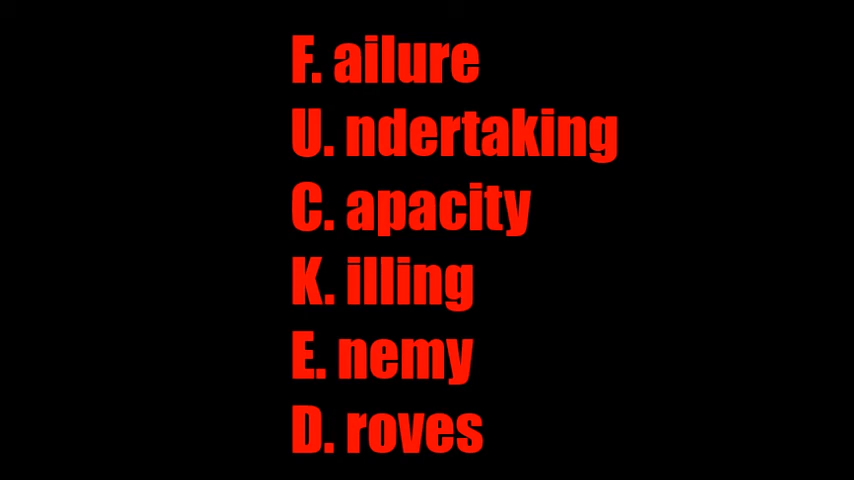 F. ailure
U. ndertaking
C. apacity
K. illing
E. nemy
D. roves